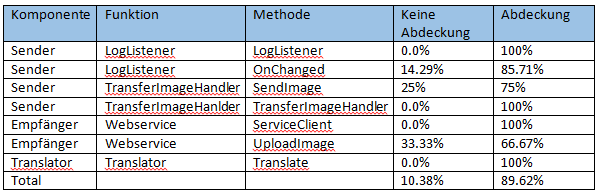 Komponente Funktion Methode Keine Abdeckung Abdeckung
Sender LogListener LogListener 0.0% 100%
Sender LogListener OnChanged 14.29% 85.71%
Sender TransferImageHandler SendImage 25% 75%
Sender TransferImageHanlder TransferImageHandler 0.0% 100%
Empfänger Webservice ServiceClient 0.0% 100%
Empfänger Webservice UploadImage 33.33% 66.67%
Translator Translator Translate 0.0% 100%
Total 10.38% 89.62%